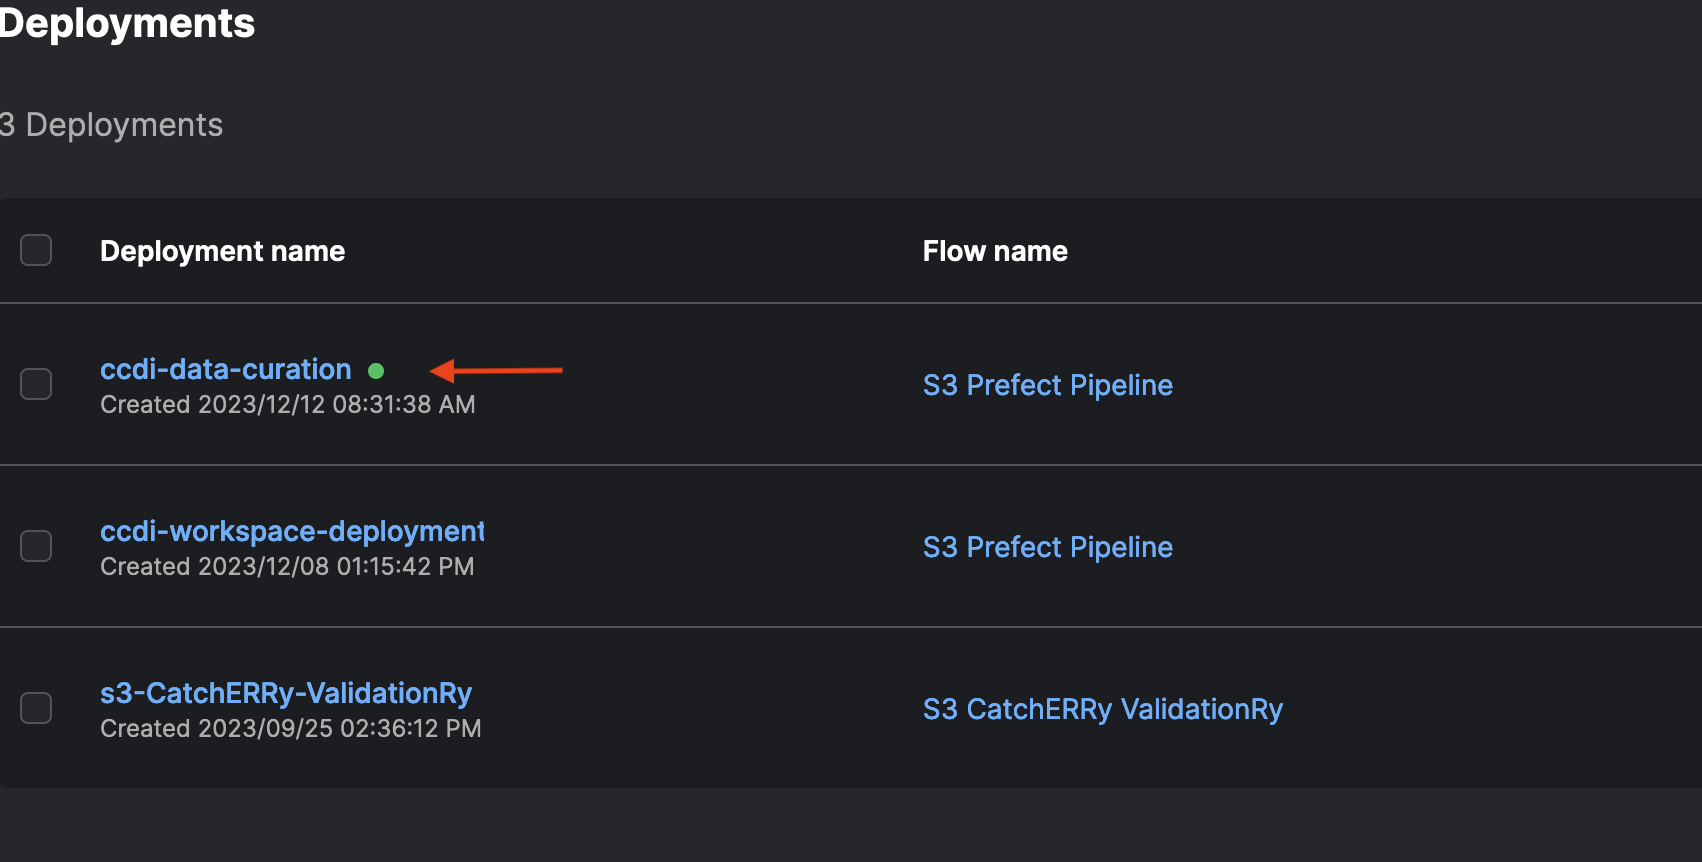 Deployments
3 Deployments
Deployment name
Flow name
ccdi-data-curation
Created 2023/12/12 08:31:38 AM
S3 Prefect Pipeline
ccdi-workspace-deployment
Created 2023/12/08 01:15:42 PM
S3 Prefect Pipeline
s3-CatchERRy-ValidationRy
Created 2023/09/25 02:36:12 PM
S3 CatchERRy ValidationRy